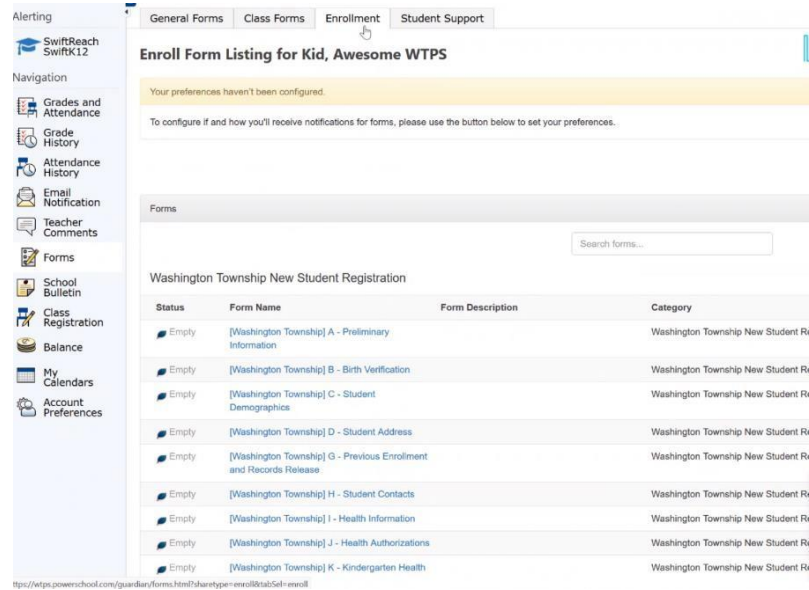 Alerting
SwiftReach
SwiftK12
Navigation
Grades and
Attendance
Grade
History
Attendance
History
Email
Notification
Teacher
Comments
Forms
School
Bulletin
Class
Registration
Balance
My
Calendars
Account
Preferences
General Forms Class Forms Enrollment Student Support
Enroll Form Listing for Kid, Awesome WTPS
Your preferences haven't been configured.
To configure if and how you'll receive notifications for forms, please use the button below to set your preferences.
Forms
Search forms...
Washington Township New Student Registration
Status Form Name Form Description Category
Empty [Washington Township] A - Preliminary Washington Township New Student Re
Information
Empty [Washington Township] B - Birth Verification Washington Township New Student Re
Empty [Washington Township] C - Student Washington Township New Student Re
Demographics
Empty [Washington Township] D - Student Address Washington Township New Student Re
Empty [Washington Township] G - Previous Enrollment Washington Township New Student Re
and Records Release
Empty [Washington Township] H - Student Contacts Washington Township New Student Re
Empty [Washington Township] I - Health Information Washington Township New Student Re
Empty [Washington Township] J - Health Authorizations Washington Township New Student Re
Empty [Washington Township] K - Kindergarten Health Washington Township New Student Re
ttps://wtps.powerschool.com/guardian/forms.html?sharetype=enroll&tabSel=enroll